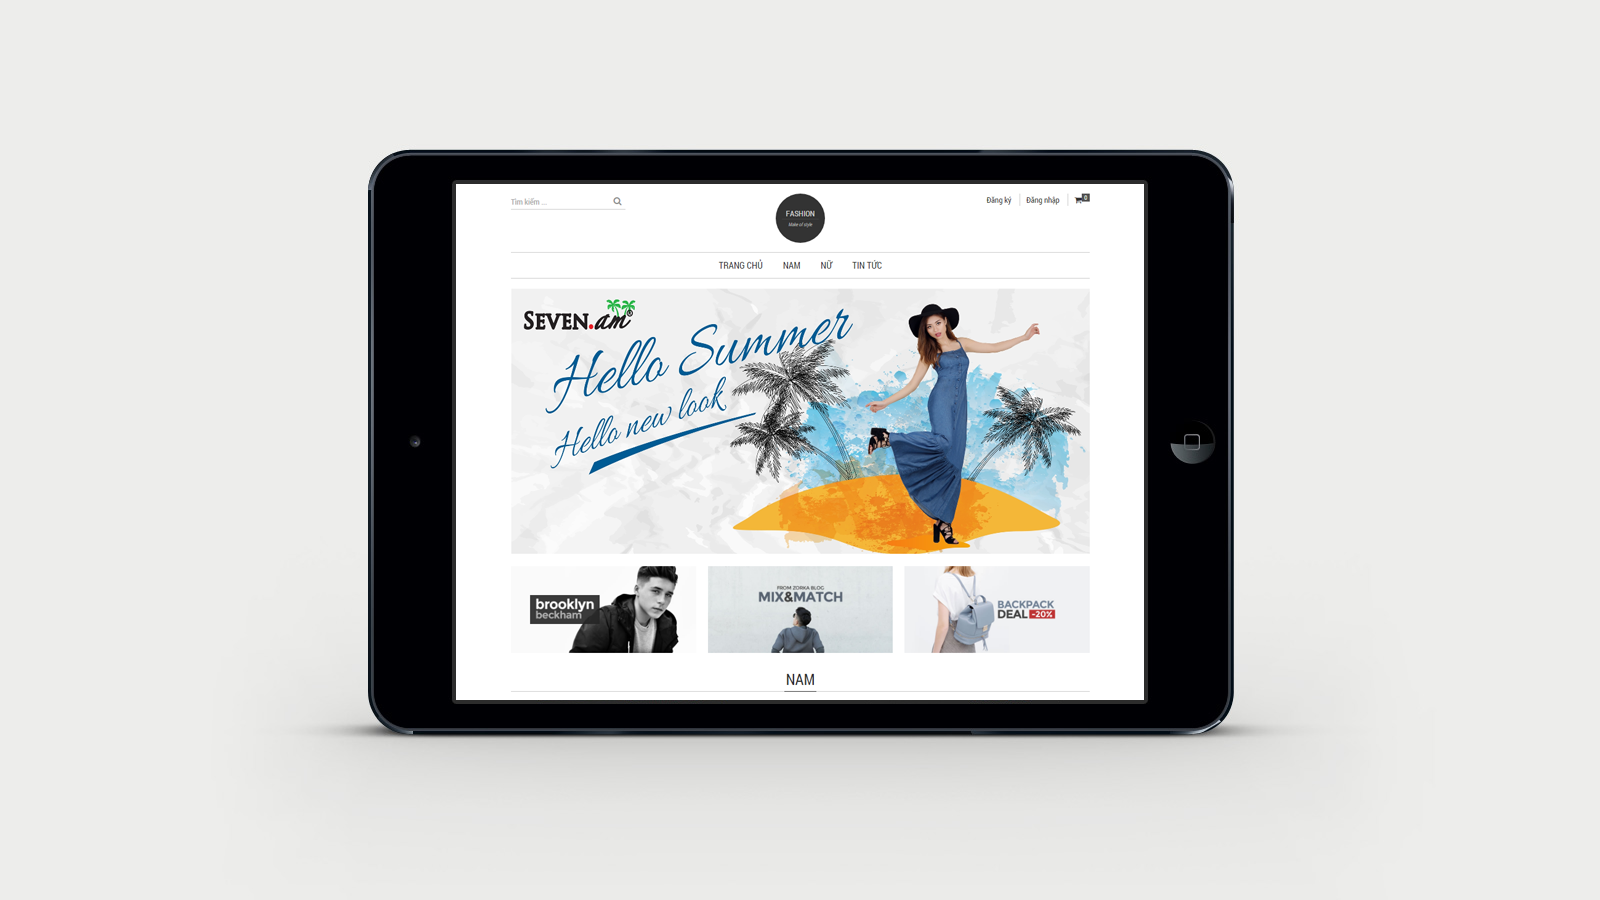 Tìm kiếm ...
FASHION
Make of style
Đăng ký
Đăng nhập
0
TRANG CHỦ
NAM
NỮ
TIN TỨC
SEVEN.am
Hello Summer
Hello new look
brooklyn
beckham
FROM ZORKA BLOG
MIX&MATCH
BACKPACK
DEAL -20%
NAM